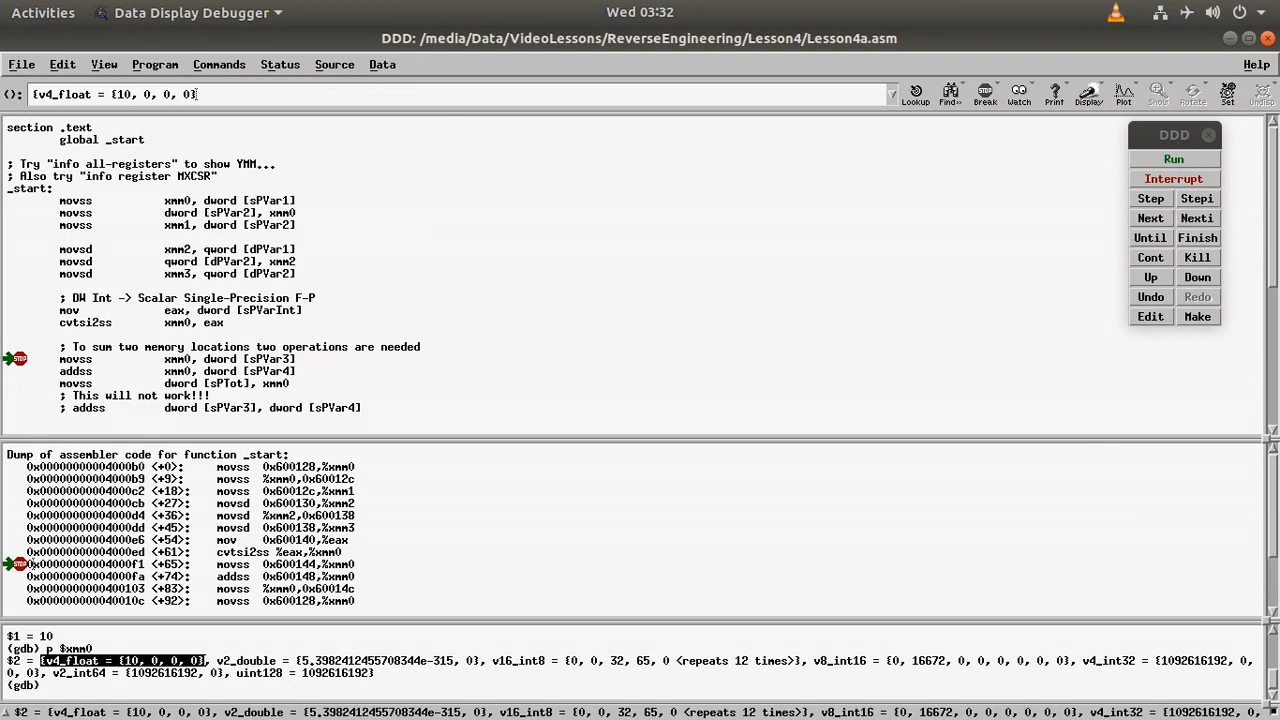 Activities Data Display Debugger Wed 03:32
DDD: /media/Data/VideoLessons/ReverseEngineering/Lesson4/Lesson4a.asm
File Edit View Program Commands Status Source Data Help
(): {v4_float = {10, 0, 0, 0}
Lookup Find» Break Watch Print Display Plot Show Rotate Set Undisp
section .text
global _start
; Try "info all-registers" to show YMM...
; Also try "info register MXCSR"
_start:
movss xmm0, dword [sPVar1]
movss dword [sPVar2], xmm0
movss xmm1, dword [sPVar2]
movsd xmm2, qword [dPVar1]
movsd qword [dPVar2], xmm2
movsd xmm3, qword [dPVar2]
; DW Int -> Scalar Single-Precision F-P
mov eax, dword [sPVarInt]
cvtsi2ss xmm0, eax
; To sum two memory locations two operations are needed
STOP movss xmm0, dword [sPVar3]
addss xmm0, dword [sPVar4]
movss dword [sPTot], xmm0
; This will not work!!!
; addss dword [sPVar3], dword [sPVar4]
DDD
Run
Interrupt
Step Stepi
Next Nexti
Until Finish
Cont Kill
Up Down
Undo Redo
Edit Make
Dump of assembler code for function _start:
0x00000000004000b0 <+0>: movss 0x600128,%xmm0
0x00000000004000b9 <+9>: movss %xmm0,0x60012c
0x00000000004000c2 <+18>: movss 0x60012c,%xmm1
0x00000000004000cb <+27>: movsd 0x600130,%xmm2
0x00000000004000d4 <+36>: movsd %xmm2,0x600138
0x00000000004000dd <+45>: movsd 0x600138,%xmm3
0x00000000004000e6 <+54>: mov 0x600140,%eax
0x00000000004000ed <+61>: cvtsi2ss %eax,%xmm0
STOP 0x00000000004000f1 <+65>: movss 0x600144,%xmm0
0x00000000004000fa <+74>: addss 0x600148,%xmm0
0x0000000000400103 <+83>: movss %xmm0,0x60014c
0x000000000040010c <+92>: movss 0x600128,%xmm0
$1 = 10
(gdb) p $xmm0
$2 = {v4_float = {10, 0, 0, 0}, v2_double = {5.3982412455708344e-315, 0}, v16_int8 = {0, 0, 32, 65, 0 <repeats 12 times>}, v8_int16 = {0, 16672, 0, 0, 0, 0, 0, 0}, v4_int32 = {1092616192, 0,
0, 0}, v2_int64 = {1092616192, 0}, uint128 = 1092616192}
(gdb)
$2 = {v4_float = {10, 0, 0, 0}, v2_double = {5.3982412455708344e-315, 0}, v16_int8 = {0, 0, 32, 65, 0 <repeats 12 times>}, v8_int16 = {0, 16672, 0, 0, 0, 0, 0, 0}, v4_int32 = {1092616192, 0,